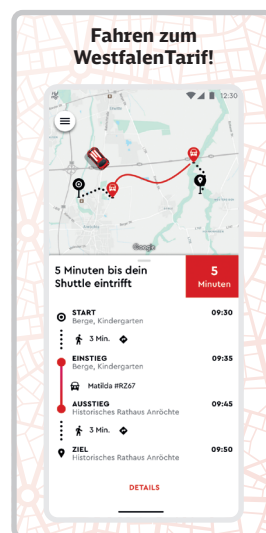 Fahren zum
WestfalenTarif!
12:30
Google
5 Minuten bis dein
Shuttle eintrifft
5
Minuten
START
09:30
Berge, Kindergarten
3 Min.
EINSTIEG
09:35
Berge, Kindergarten
Matilda #RZ67
AUSSTIEG
09:45
Historisches Rathaus Anröchte
3 Min.
ZIEL
09:50
Historisches Rathaus Anröchte
DETAILS